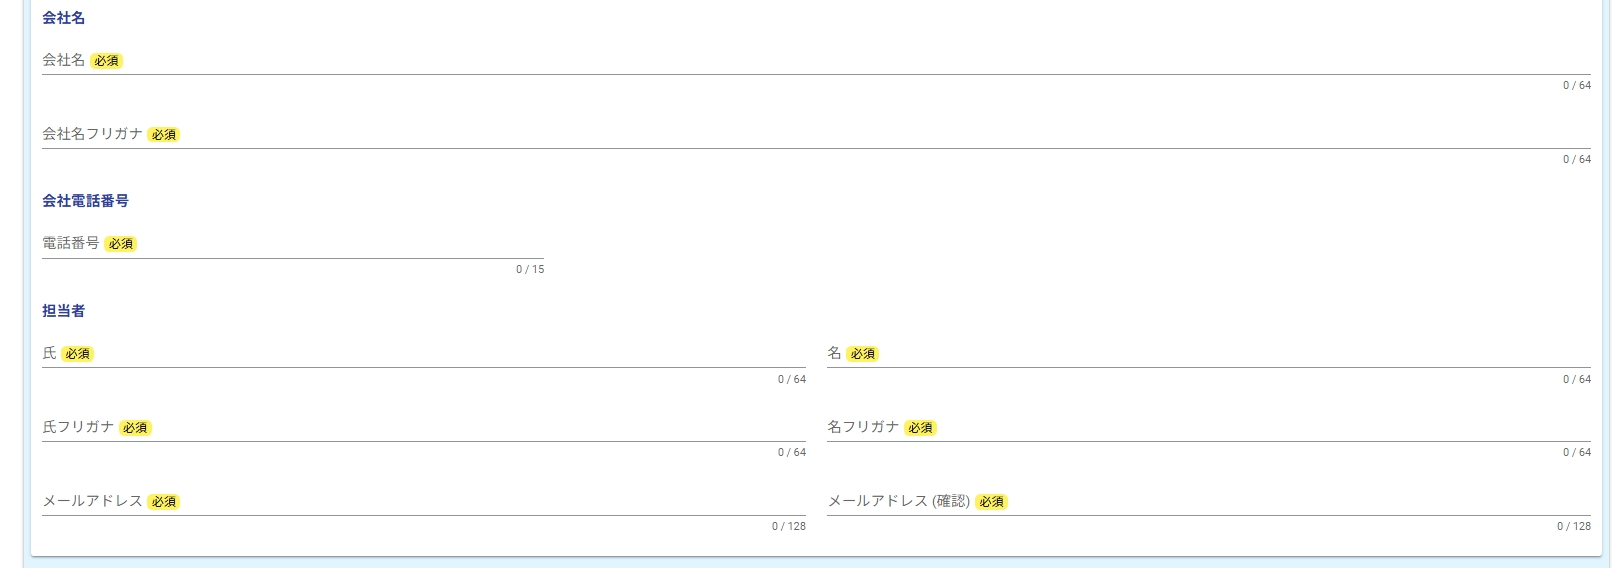 会社名
会社名 必須
0 / 64
会社名フリガナ 必須
0 / 64
会社電話番号
電話番号 必須
0 / 15
担当者
氏 必須
名 必須
0 / 64
0 / 64
氏フリガナ 必須
名フリガナ 必須
0 / 64
0 / 64
メールアドレス 必須
メールアドレス (確認) 必須
0 / 128
0 / 128